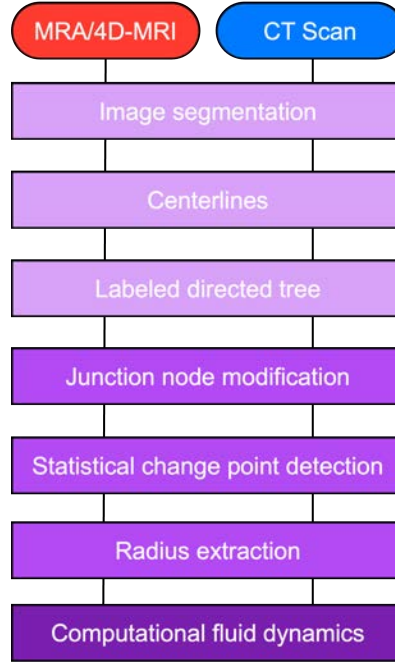 MRA/4D-MRI
CT Scan
Image segmentation
Centerlines
Labeled directed tree
Junction node modification
Statistical change point detection
Radius extraction
Computational fluid dynamics